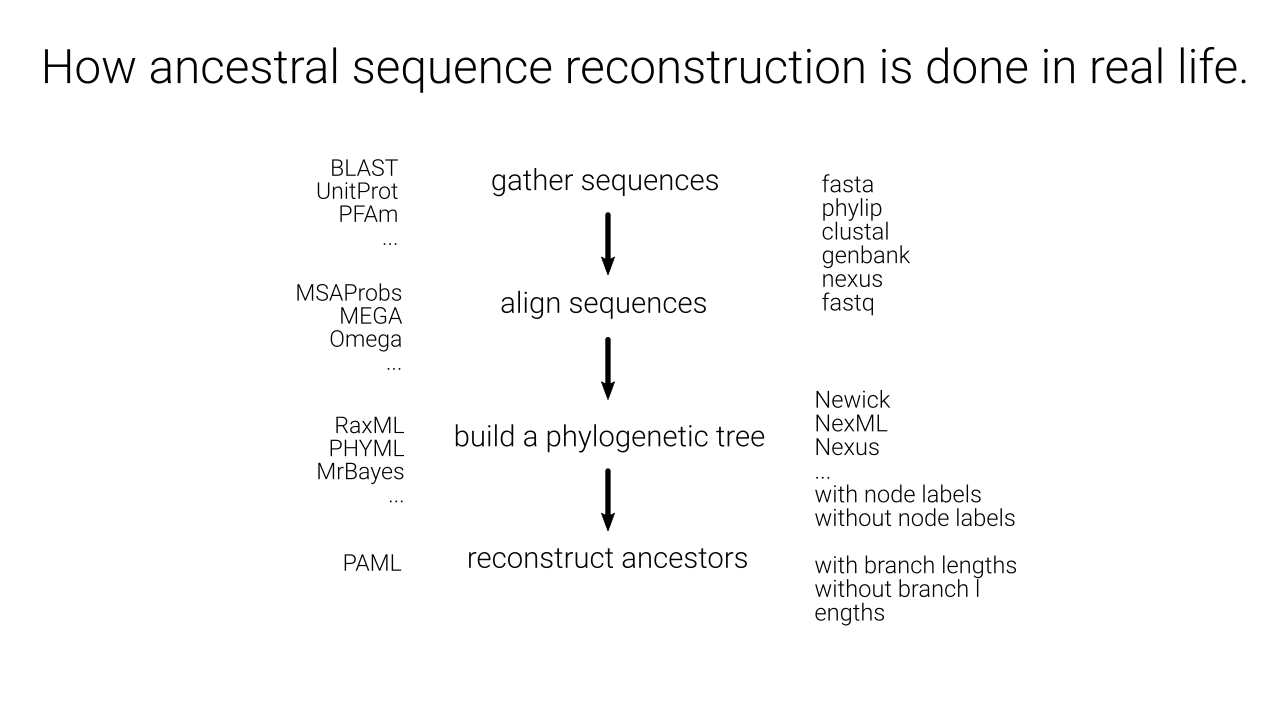 How ancestral sequence reconstruction is done in real life.
BLAST
UnitProt
PFAm
...
gather sequences
fasta
phylip
clustal
genbank
nexus
fastq
MSAProbs
MEGA
Omega
...
align sequences
RaxML
PHYML
MrBayes
...
build a phylogenetic tree
Newick
NexML
Nexus
...
with node labels
without node labels
with branch lengths
without branch l
engths
PAML
reconstruct ancestors